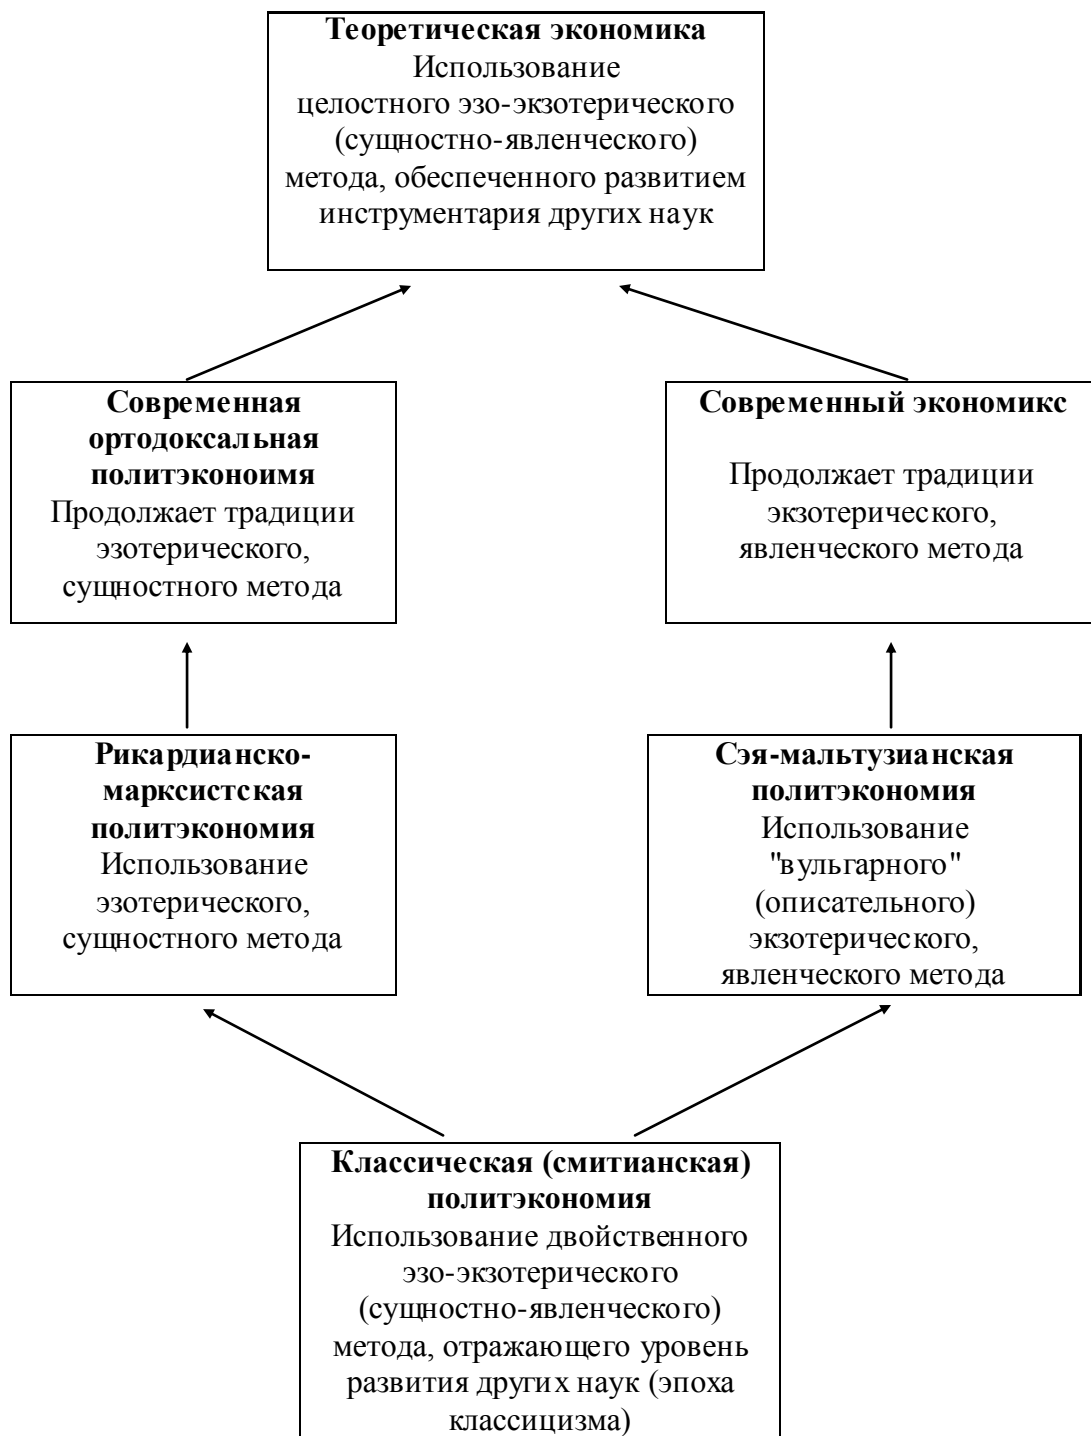 Теоретическая экономика
Использование
целостного эзо-экзотерического
(сущностно-явленческого)
метода, обеспеченного развитием
инструментария других наук
Современная
ортодоксальная
политэконоимя
Продолжает традиции
эзотерического,
сущностного метода
Современный экономикс
Продолжает традиции
экзотерического,
явленческого метода
Рикардианско-
марксистская
политэкономия
Использование
эзотерического,
сущностного метода
Сэя-мальтузианская
политэкономия
Использование
"вульгарного"
(описательного)
экзотерического,
явленческого метода
Классическая (смитианская)
политэкономия
Использование двойственного
эзо-экзотерического
(сущностно-явленческого)
метода, отражающего уровень
развития других наук (эпоха
классицизма)